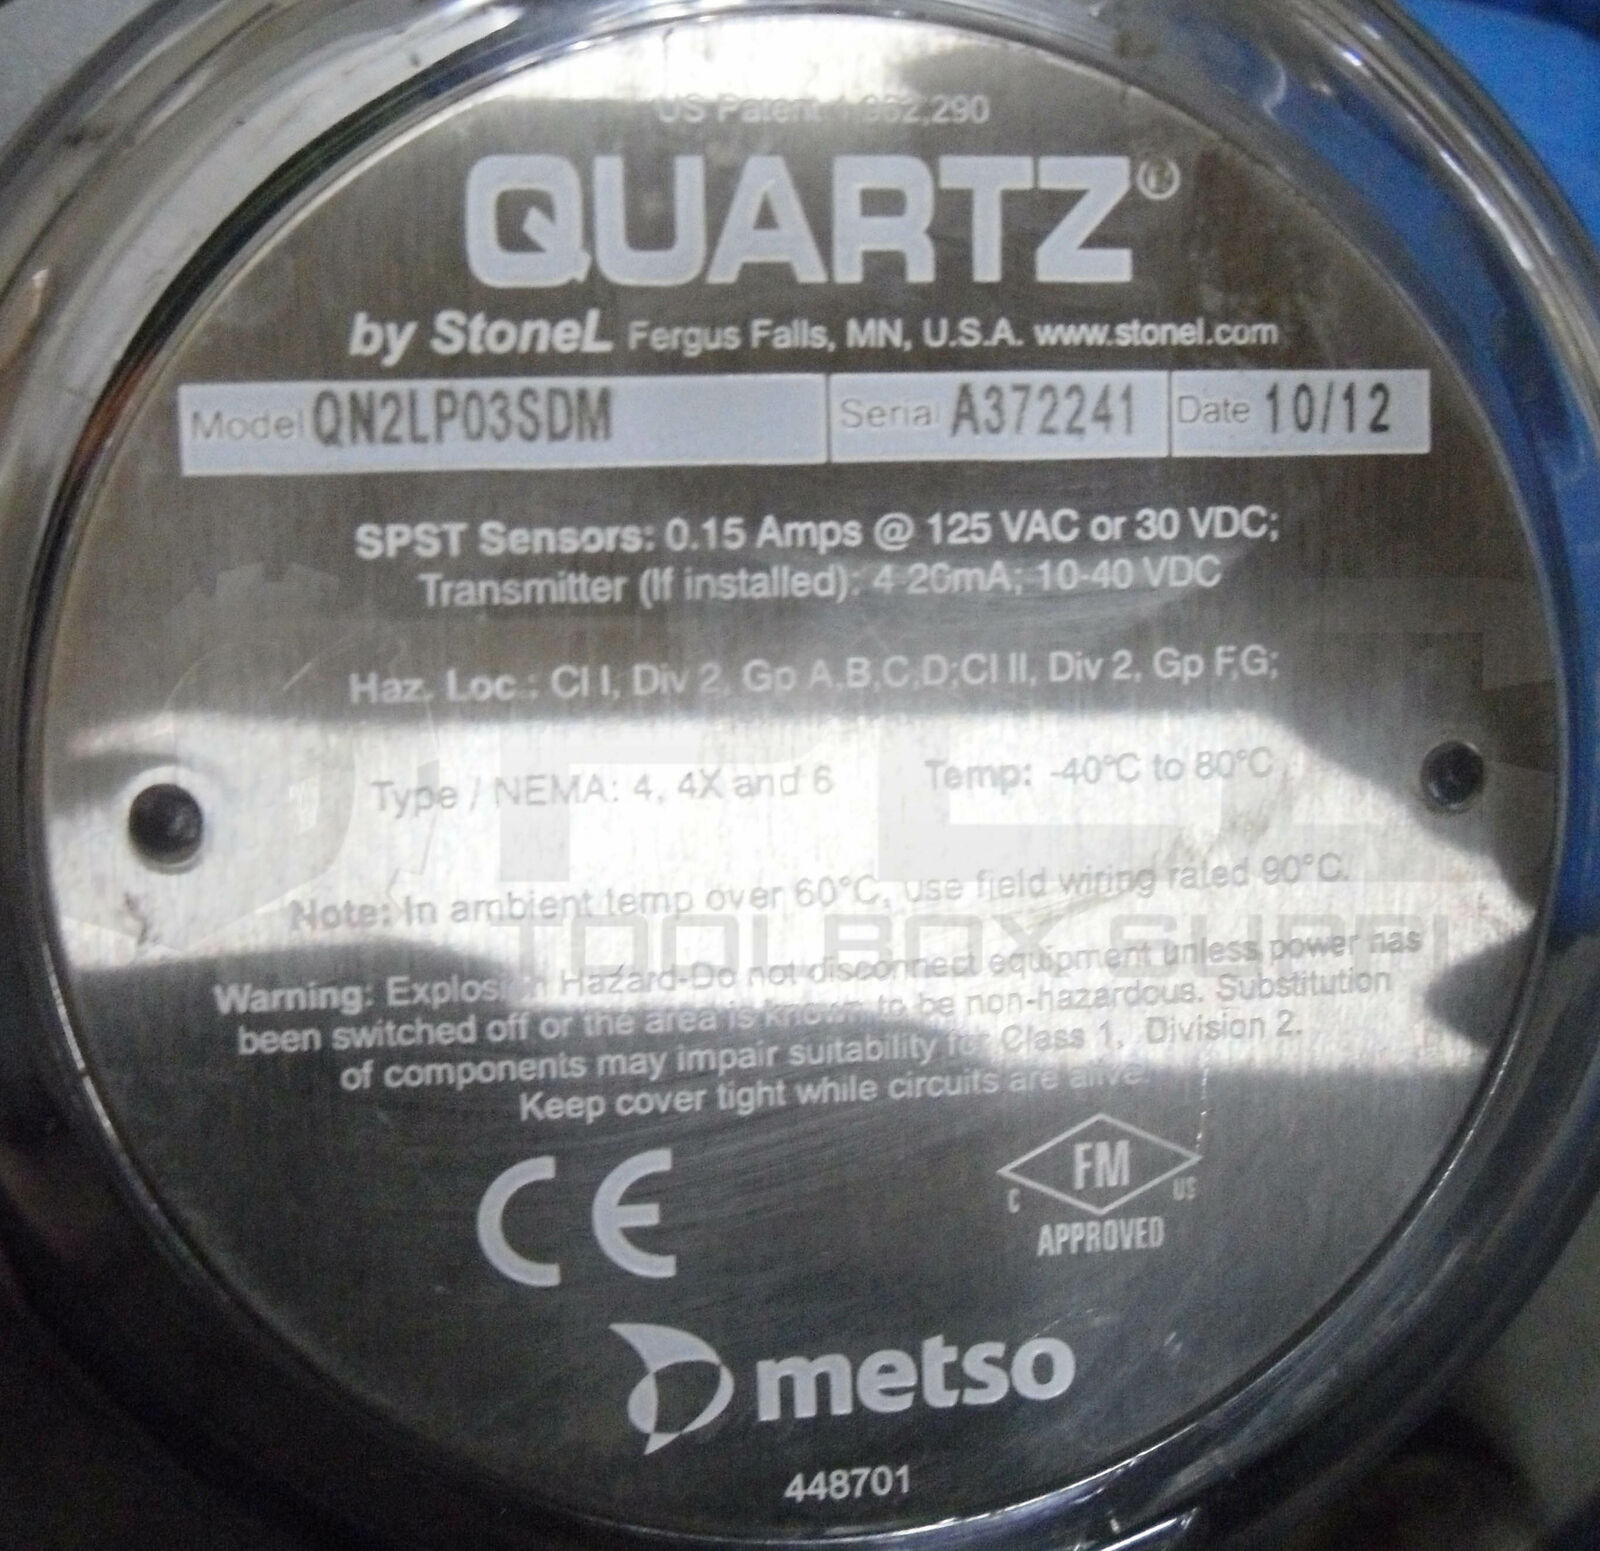 US Patent
QUARTZ®
by StoneL Fergus Falls, MN, U.S.A. www.stonel.com
Model QN2LP03SDM Serial A372241 Date 10/12
SPST Sensors: 0.15 Amps @ 125 VAC or 30 VDC;
Transmitter (If installed): 4-20mA; 10-40 VDC
Haz. Loc.: Cl I, Div 2, Gp A,B,C,D;Cl II, Div 2, Gp F,G;
Type / NEMA: 4, 4X and 6 Temp: -40°C to 80°C
Note: In ambient temp over 60°C, use field wiring rated 90°C.
TOOLBOX SUPPL
Warning: Explosion Hazard-Do not disconnect equipment unless power has
been switched off or the area is known to be non-hazardous. Substitution
of components may impair suitability for Class 1, Division 2.
Keep cover tight while circuits are alive.
CE
FM
C US
APPROVED
metso
448701